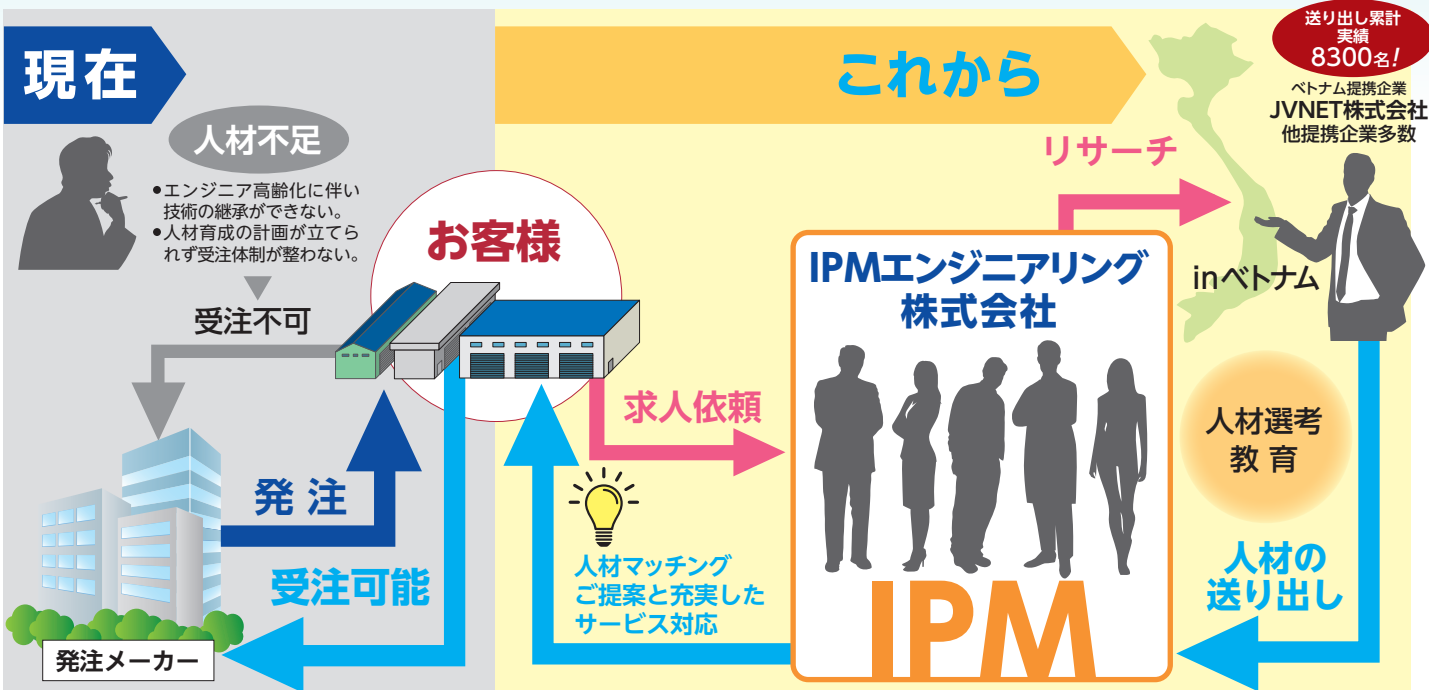 現在
人材不足
●エンジニア高齢化に伴い
技術の継承ができない。
●人材育成の計画が立てら
れず受注体制が整わない。
受注不可
お客様
発注
受注可能
発注メーカー
これから
求人依頼
人材マッチング
ご提案と充実した
サービス対応
IPMエンジニアリング
株式会社
IPM
リサーチ
送り出し累計
実績
8300名!
ベトナム提携企業
JVNET株式会社
他提携企業多数
inベトナム
人材選考
教育
人材の
送り出し